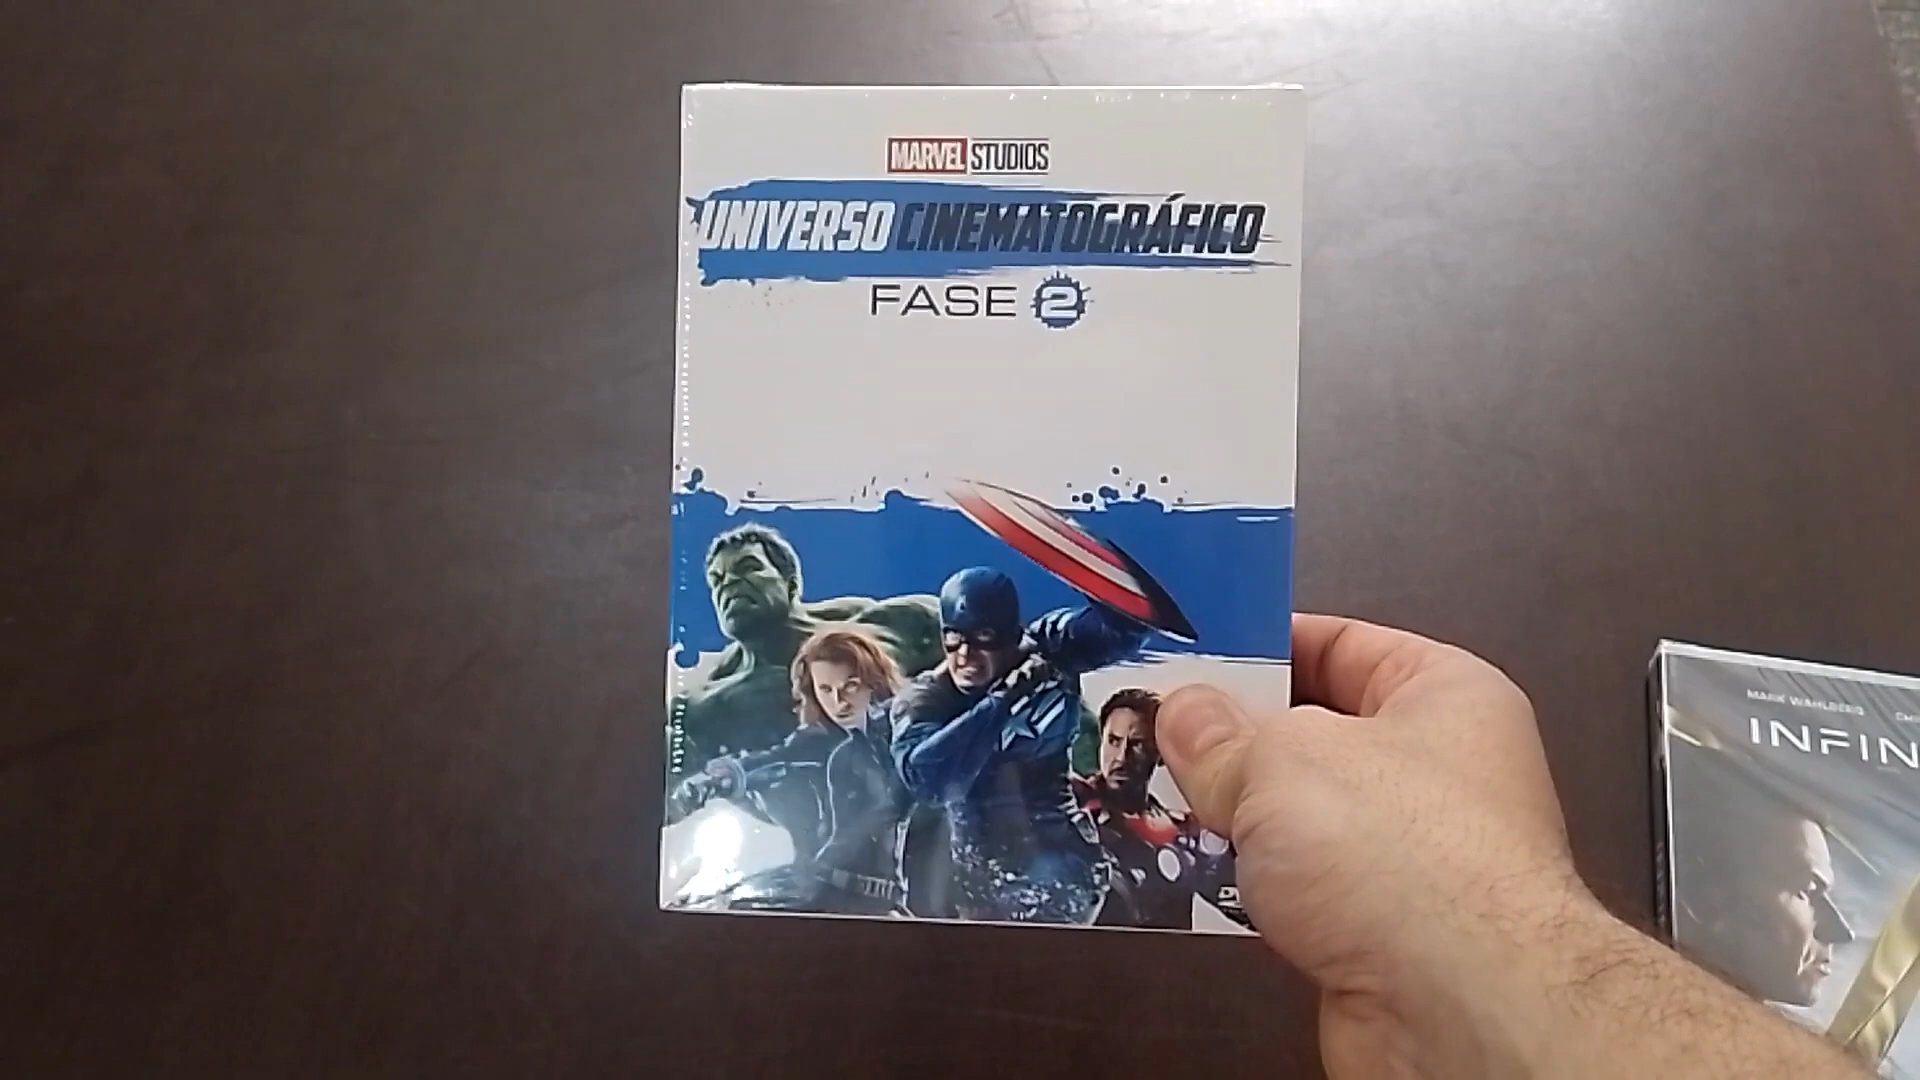 MARVEL STUDIOS
UNIVERSO CINEMATOGRÁFICO
FASE 2
MARK WAHLBERG
INFIN